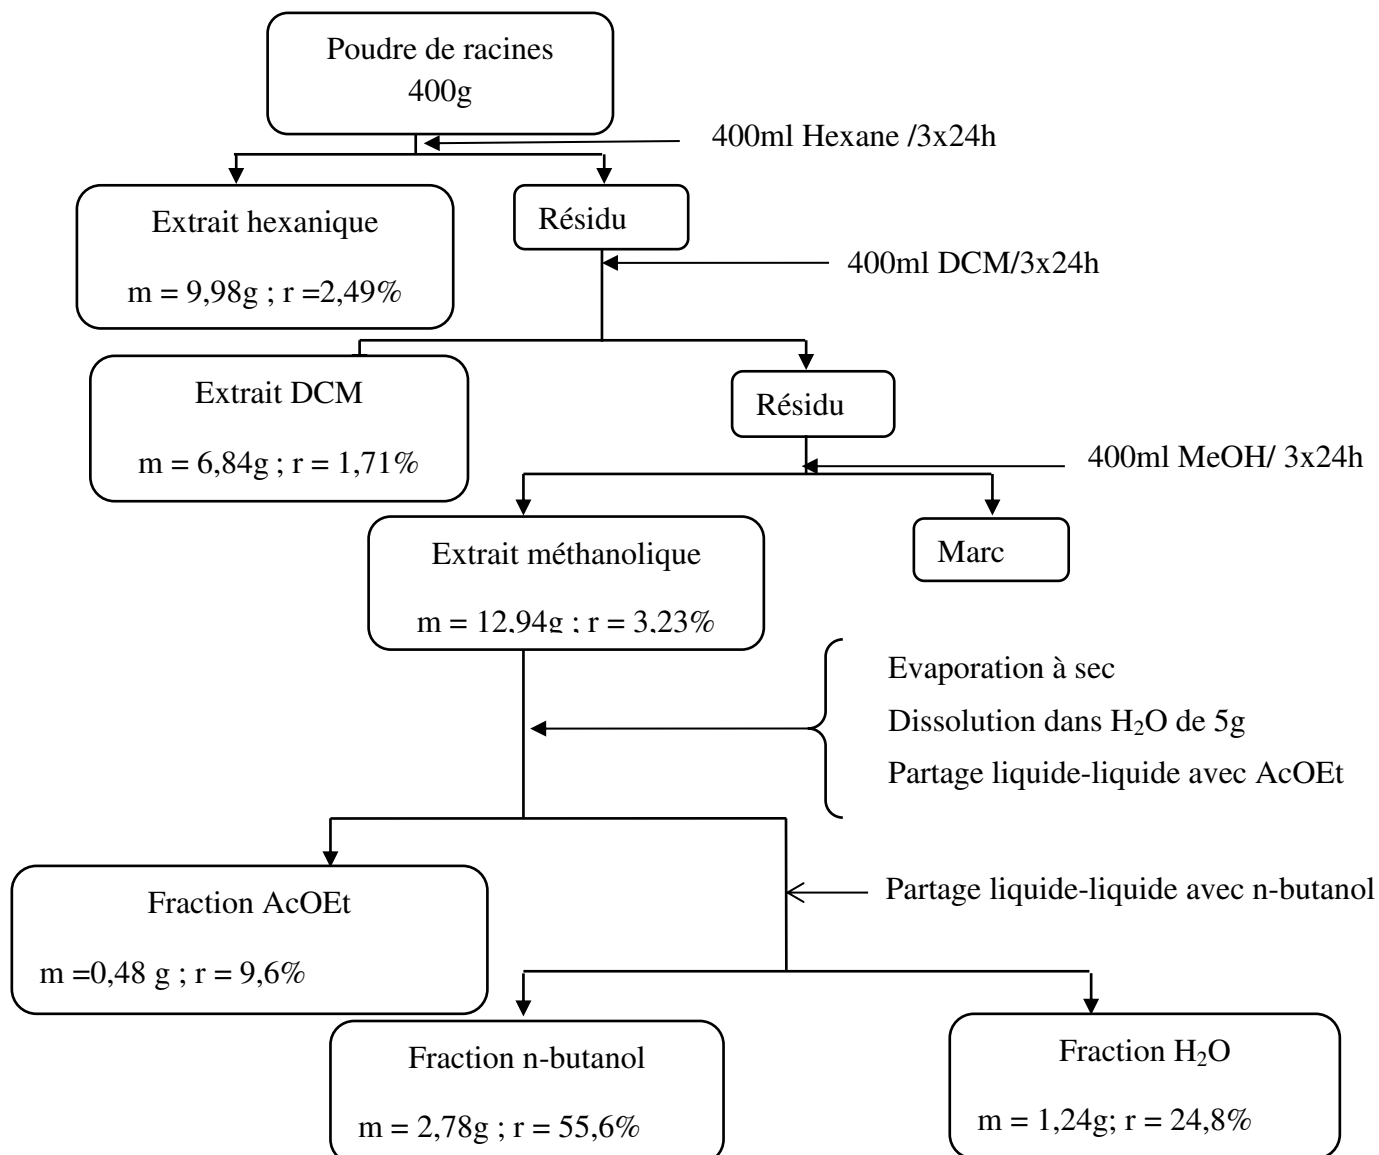 Poudre de racines
400g
400ml Hexane /3x24h
Extrait hexanique
m = 9,98g ; r =2,49%
Résidu
400ml DCM/3x24h
Extrait DCM
m = 6,84g ; r = 1,71%
Résidu
400ml MeOH/ 3x24h
Extrait méthanolique
m = 12,94g ; r = 3,23%
Marc
Evaporation à sec
Dissolution dans H₂O de 5g
Partage liquide-liquide avec AcOEt
Fraction AcOEt
m =0,48 g ; r = 9,6%
Partage liquide-liquide avec n-butanol
Fraction n-butanol
m = 2,78g ; r = 55,6%
Fraction H₂O
m = 1,24g; r = 24,8%